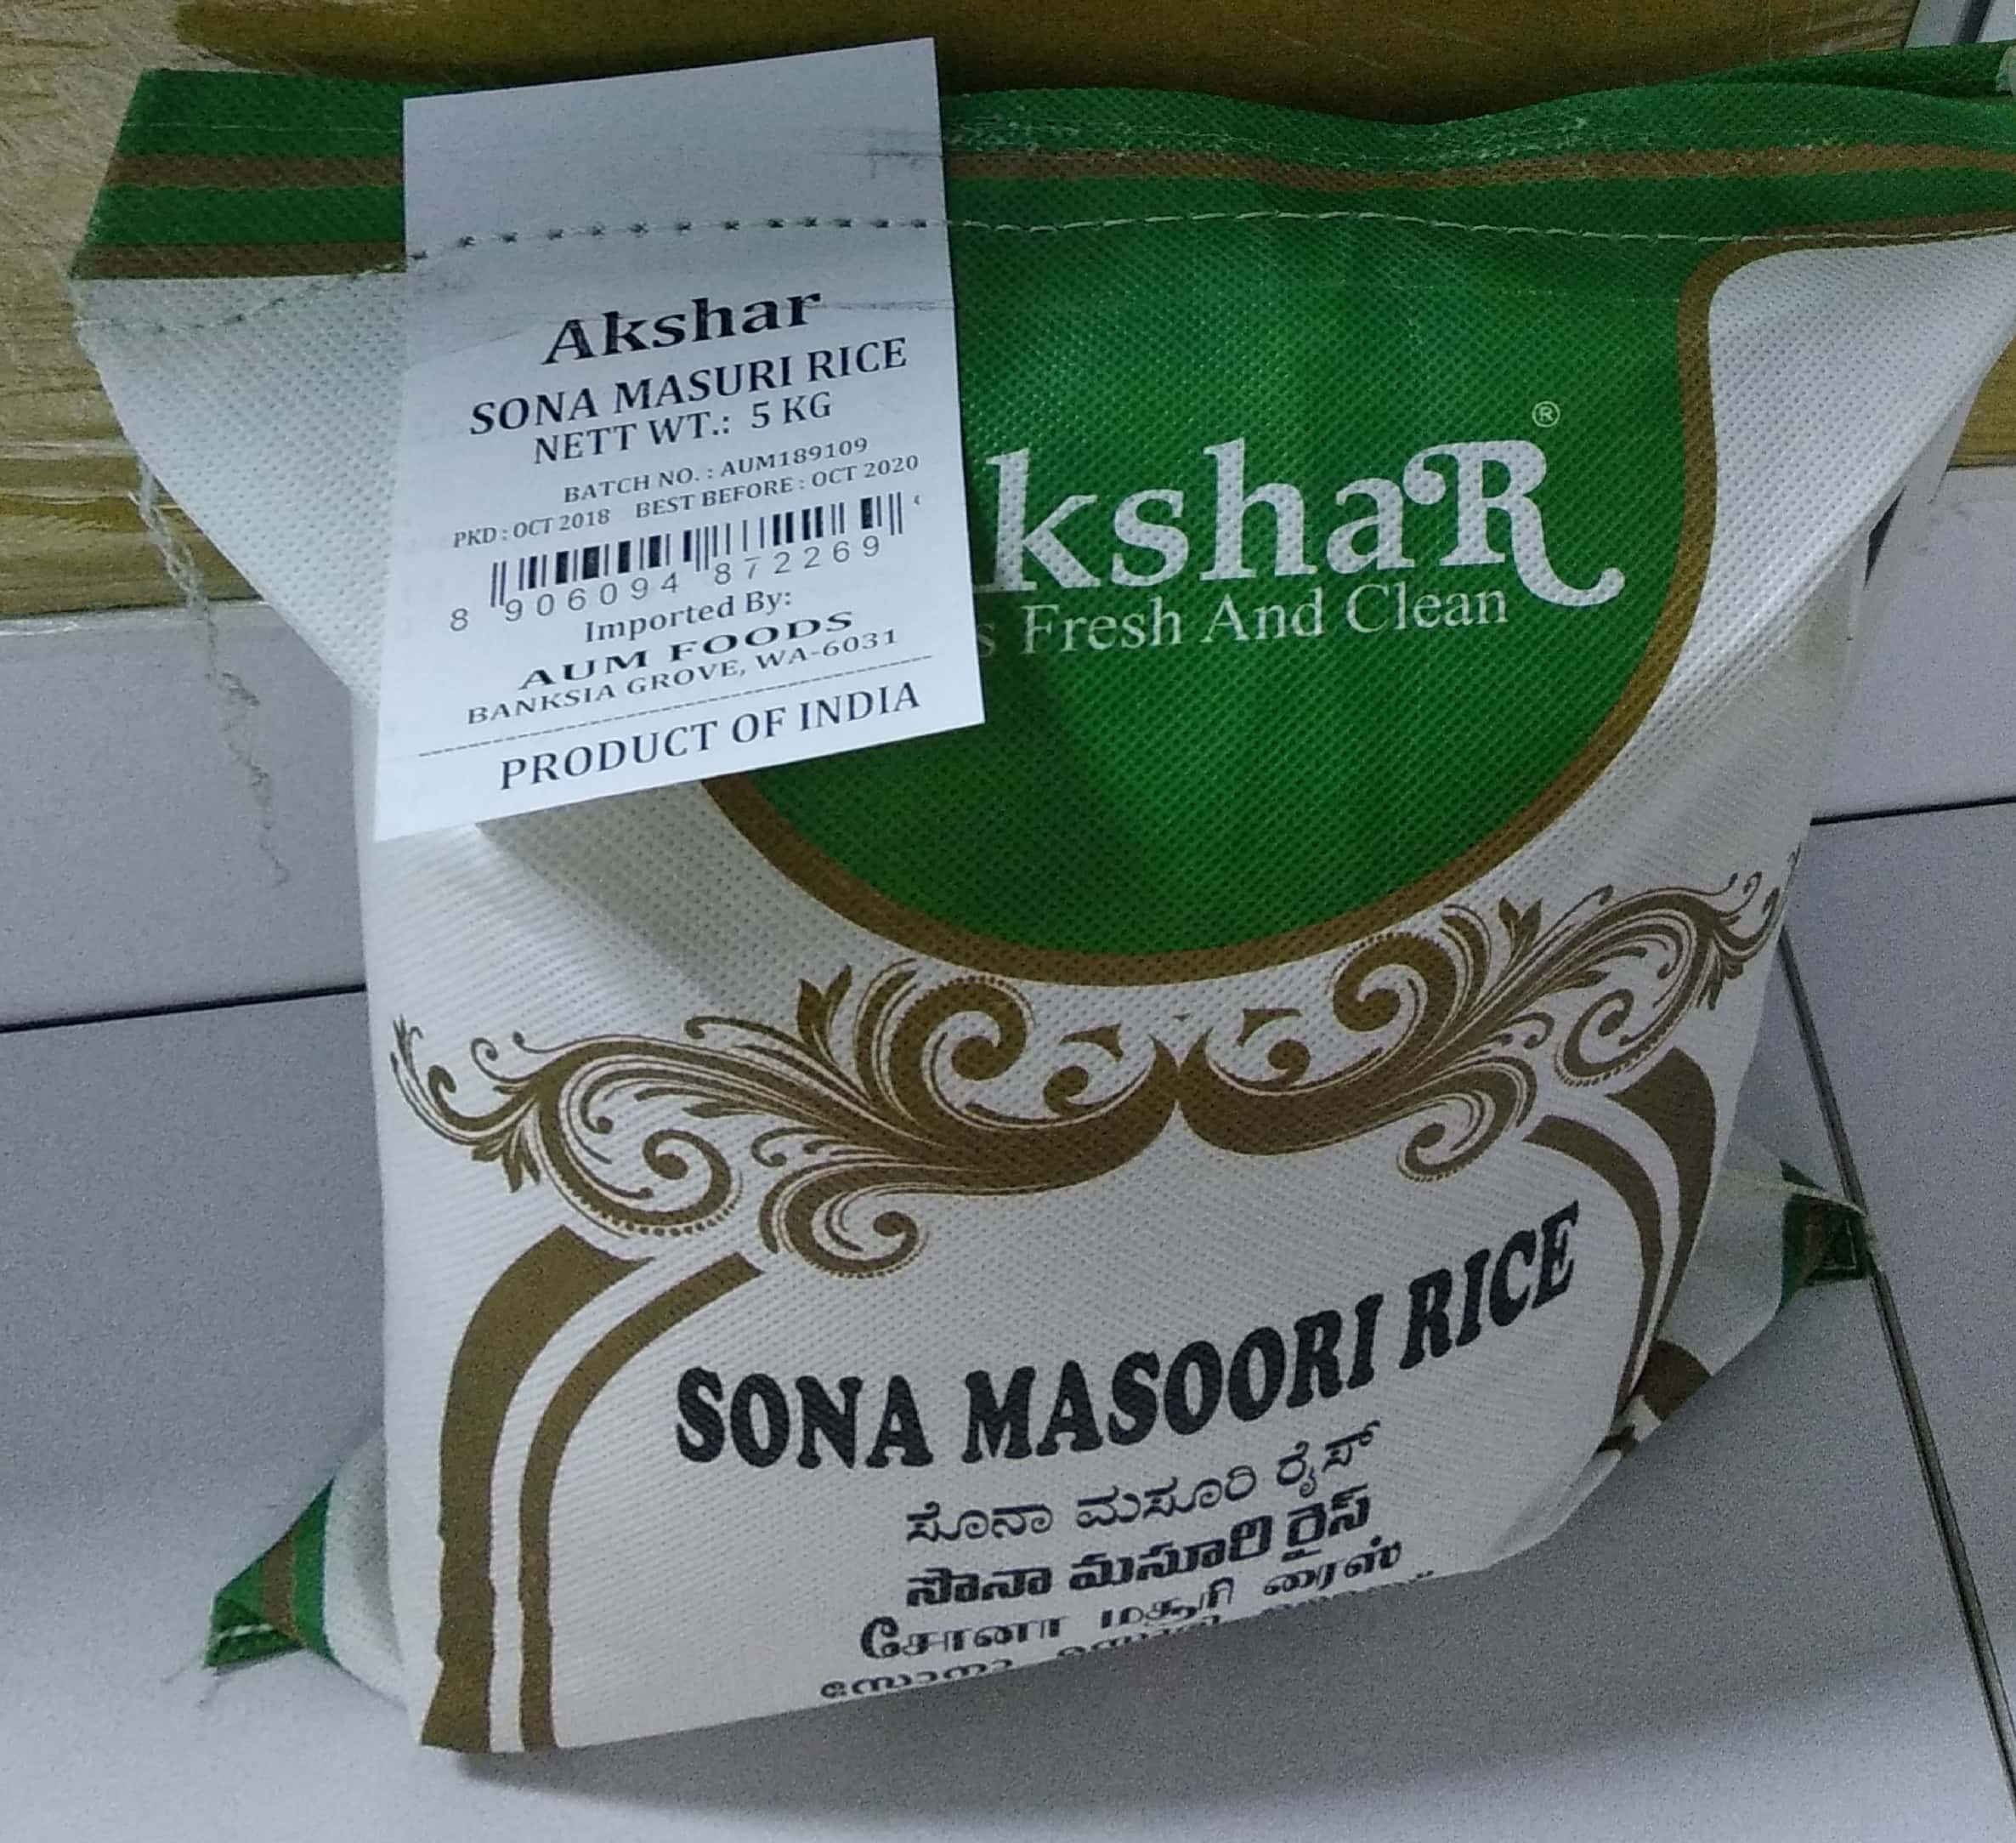 Akshar
SONA MASURI RICE
NETT WT.: 5 KG
BATCH NO. : AUM189109
PKD : OCT 2018 BEST BEFORE : OCT 2020
8 906094 872269
Imported By:
AUM FOODS
BANKSIA GROVE, WA-6031
PRODUCT OF INDIA
kshaR®
s Fresh And Clean
SONA MASOORI RICE
ಸೊನಾ ಮಸೂರಿ ರೈಸ್
సొనా మసూరి రైస్
சோனா மசூரி ரைஸ்